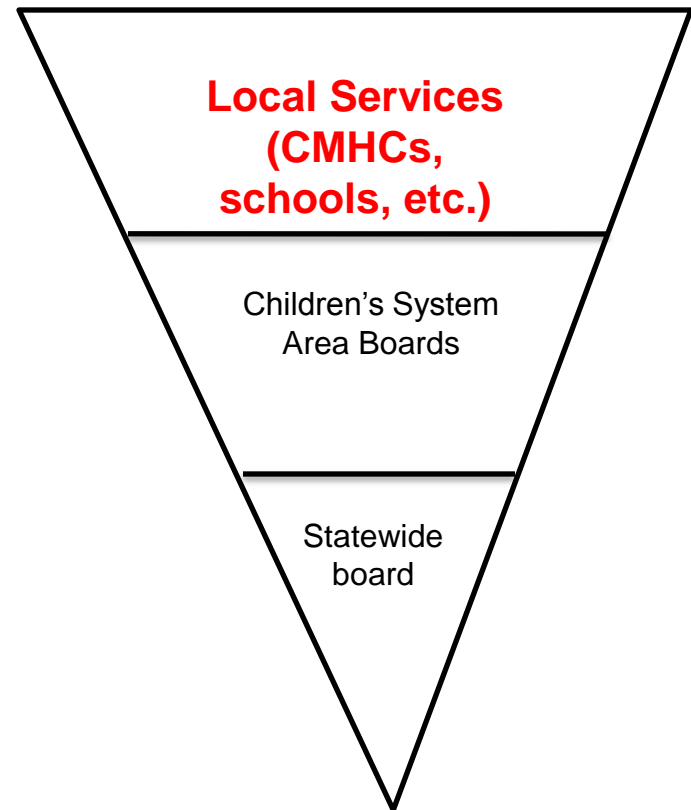 Local Services
(CMHCs,
schools, etc.)
Children’s System
Area Boards
Statewide
board